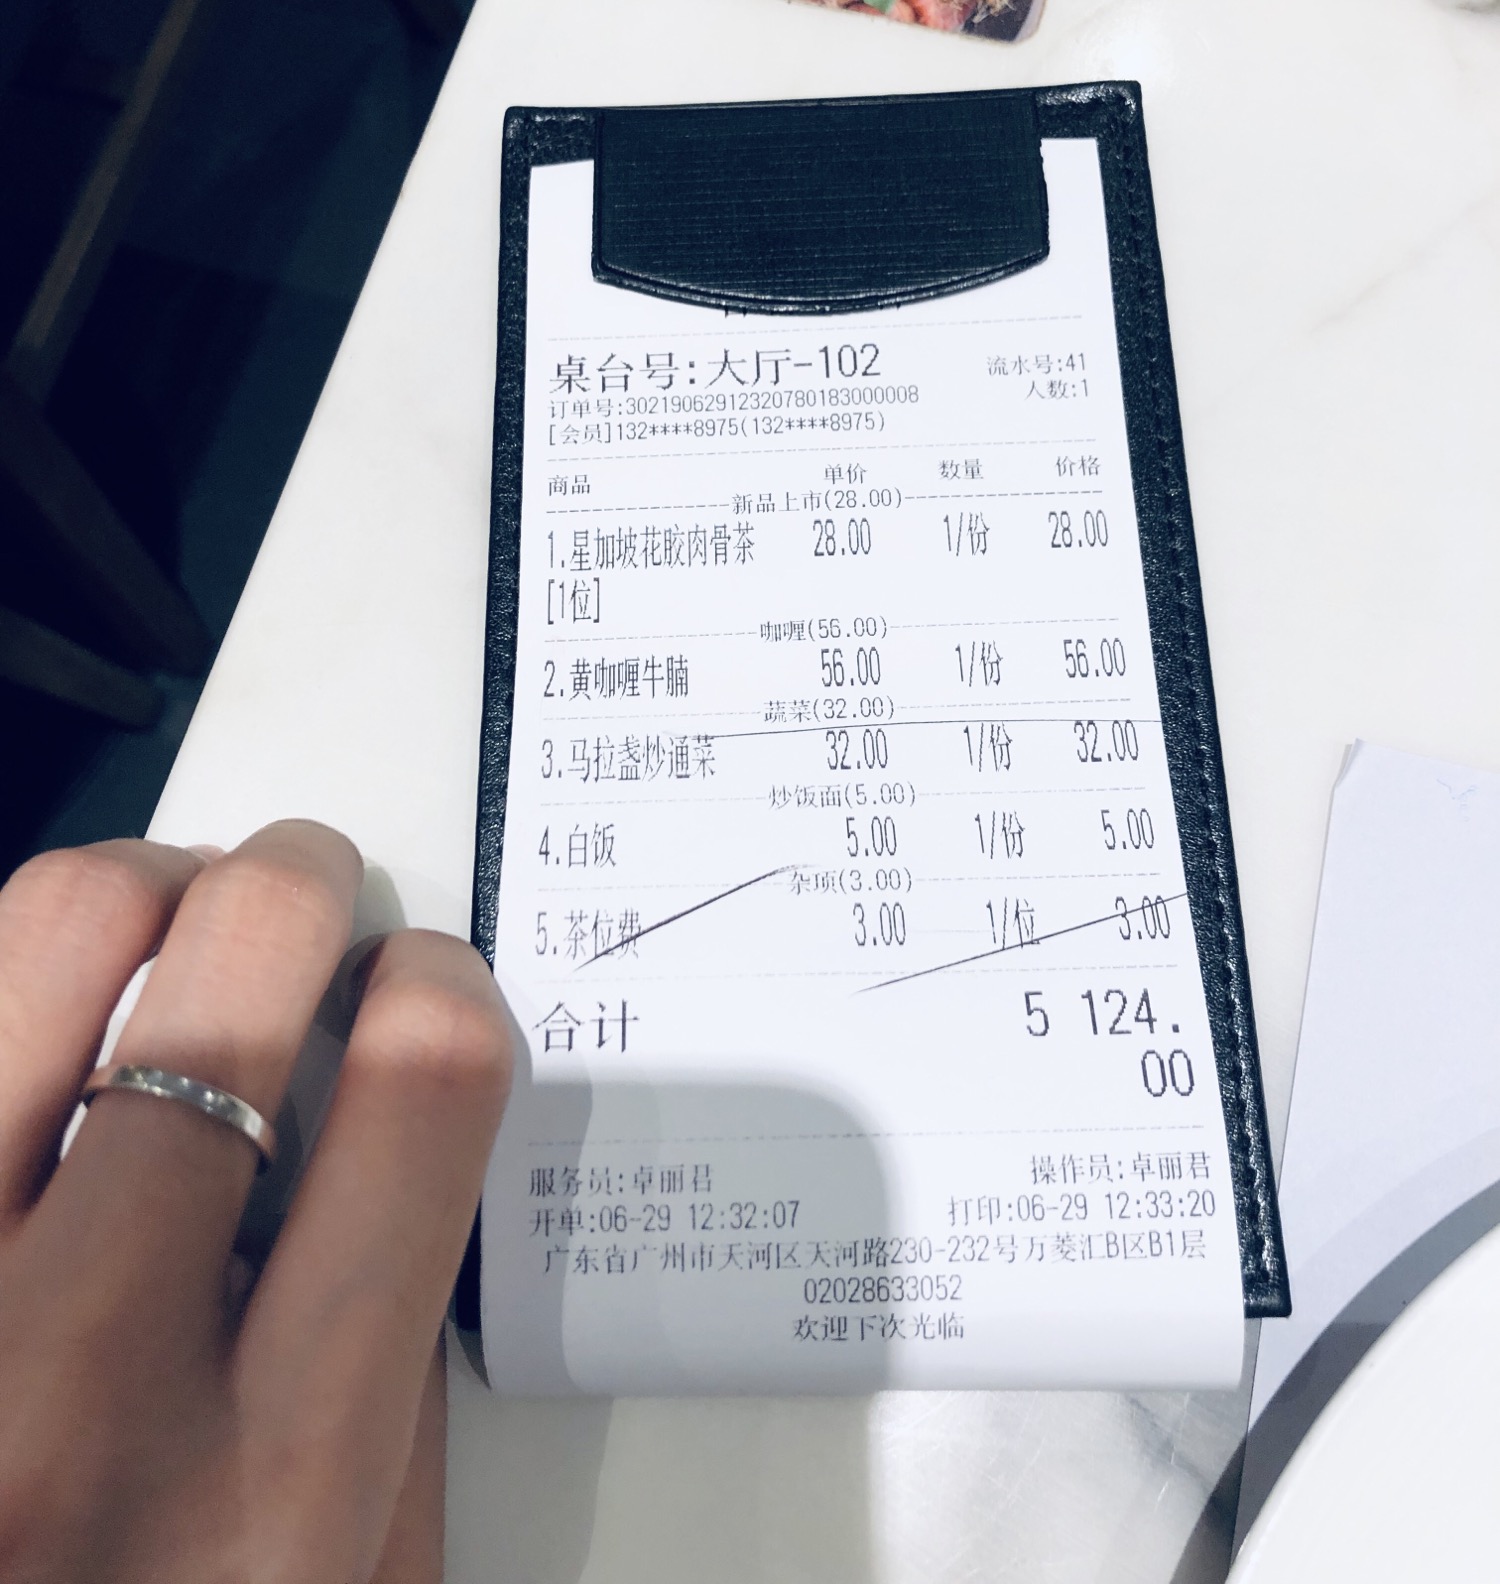 桌台号:大厅-102
流水号:41
人数:1
订单号:302190629123207801830000​08
[会员]132****8975(132****8975)
商品 单价 数量 价格
新品上市(28.00)
1.星加坡花胶肉骨茶 28.00 1/份 28.00
[1位]
咖喱(56.00)
2.黄咖喱牛腩 56.00 1/份 56.00
蔬菜(32.00)
3.马拉盏炒通菜 32.00 1/份 32.00
炒饭面(5.00)
4.白饭 5.00 1/份 5.00
杂项(3.00)
5.茶位费 3.00 1/位 3.00
合计 5 124.
00
服务员:卓丽君 操作员:卓丽君
开单:06-29 12:32:07 打印:06-29 12:33:20
广东省广州市天河区天河路230-232号万菱汇B区B1层
02028633052
欢迎下次光临